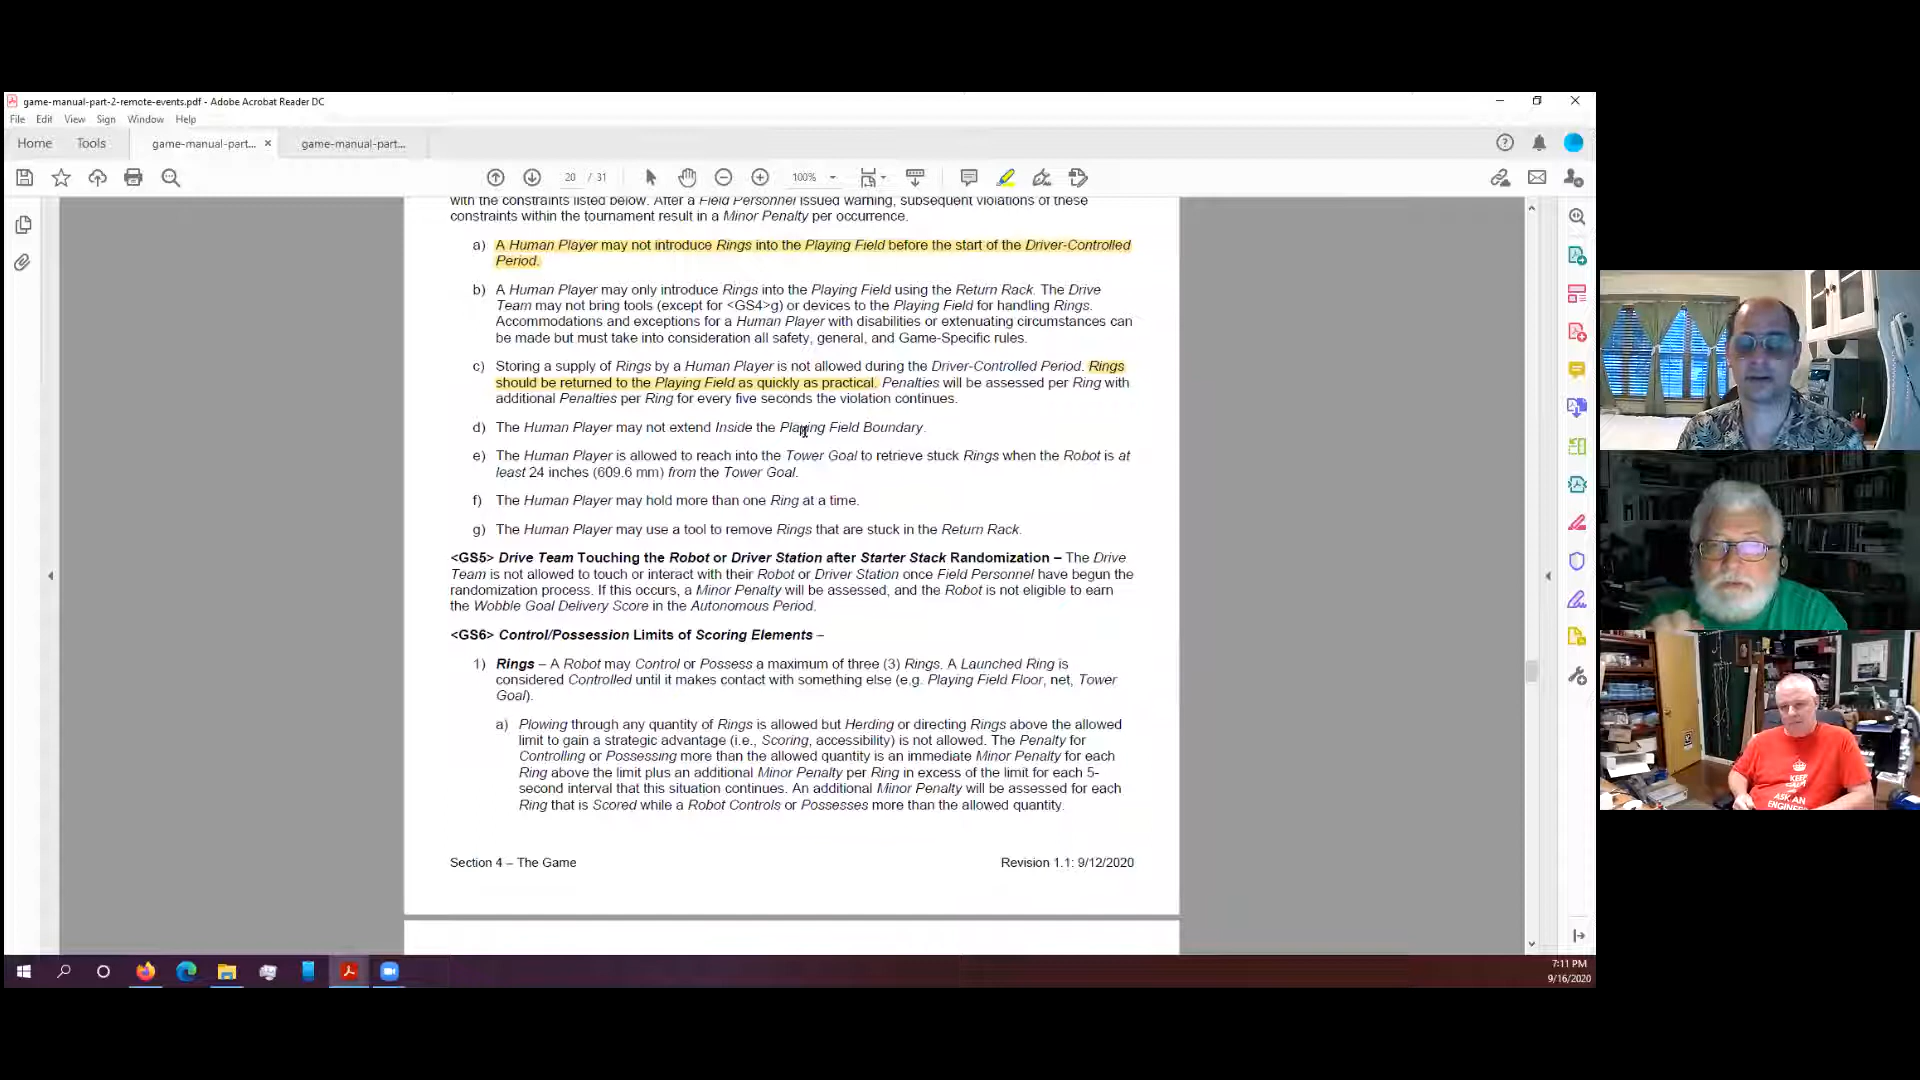 game-manual-part-2-remote-events.pdf - Adobe Acrobat Reader DC
File Edit View Sign Window Help
Home Tools game-manual-part... × game-manual-part...
20 / 31 100%
with the constraints listed below. After a Field Personnel issued warning, subsequent violations of these
constraints within the tournament result in a Minor Penalty per occurrence.
a) A Human Player may not introduce Rings into the Playing Field before the start of the Driver-Controlled
Period.
b) A Human Player may only introduce Rings into the Playing Field using the Return Rack. The Drive
Team may not bring tools (except for <GS4>g) or devices to the Playing Field for handling Rings.
Accommodations and exceptions for a Human Player with disabilities or extenuating circumstances can
be made but must take into consideration all safety, general, and Game-Specific rules.
c) Storing a supply of Rings by a Human Player is not allowed during the Driver-Controlled Period. Rings
should be returned to the Playing Field as quickly as practical. Penalties will be assessed per Ring with
additional Penalties per Ring for every five seconds the violation continues.
d) The Human Player may not extend Inside the Playing Field Boundary.
e) The Human Player is allowed to reach into the Tower Goal to retrieve stuck Rings when the Robot is at
least 24 inches (609.6 mm) from the Tower Goal.
f) The Human Player may hold more than one Ring at a time.
g) The Human Player may use a tool to remove Rings that are stuck in the Return Rack.
<GS5> Drive Team Touching the Robot or Driver Station after Starter Stack Randomization – The Drive
Team is not allowed to touch or interact with their Robot or Driver Station once Field Personnel have begun the
randomization process. If this occurs, a Minor Penalty will be assessed, and the Robot is not eligible to earn
the Wobble Goal Delivery Score in the Autonomous Period.
<GS6> Control/Possession Limits of Scoring Elements –
1) Rings – A Robot may Control or Possess a maximum of three (3) Rings. A Launched Ring is
considered Controlled until it makes contact with something else (e.g. Playing Field Floor, net, Tower
Goal).
a) Plowing through any quantity of Rings is allowed but Herding or directing Rings above the allowed
limit to gain a strategic advantage (i.e., Scoring, accessibility) is not allowed. The Penalty for
Controlling or Possessing more than the allowed quantity is an immediate Minor Penalty for each
Ring above the limit plus an additional Minor Penalty per Ring in excess of the limit for each 5-
second interval that this situation continues. An additional Minor Penalty will be assessed for each
Ring that is Scored while a Robot Controls or Possesses more than the allowed quantity.
Section 4 – The Game Revision 1.1: 9/12/2020
7:11 PM
9/16/2020
KEEP
ASK AN
ENGINEER